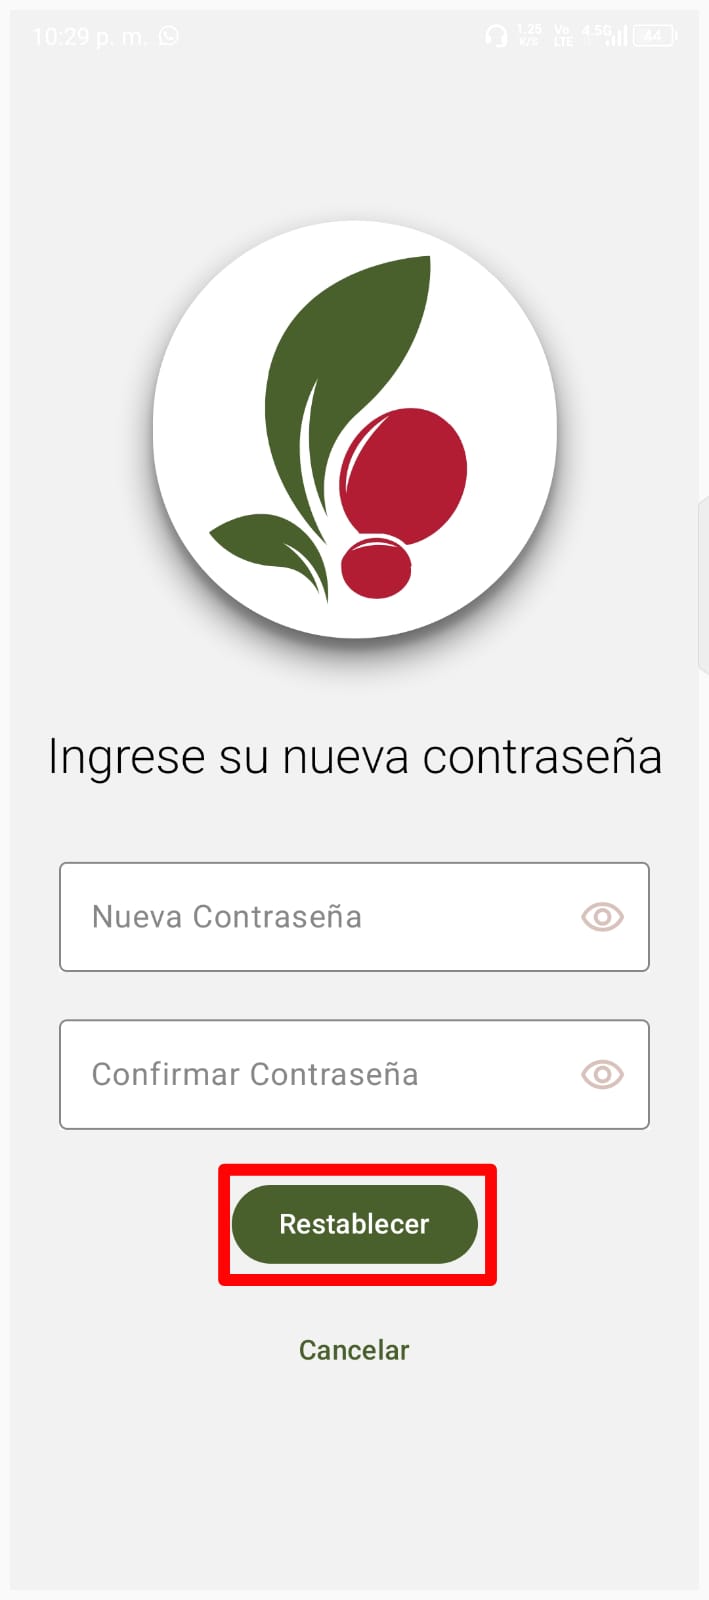 10:29 p. m.
1.25 K/S Vo LTE 4.5G 44
Ingrese su nueva contraseña
Nueva Contraseña
Confirmar Contraseña
Restablecer
Cancelar